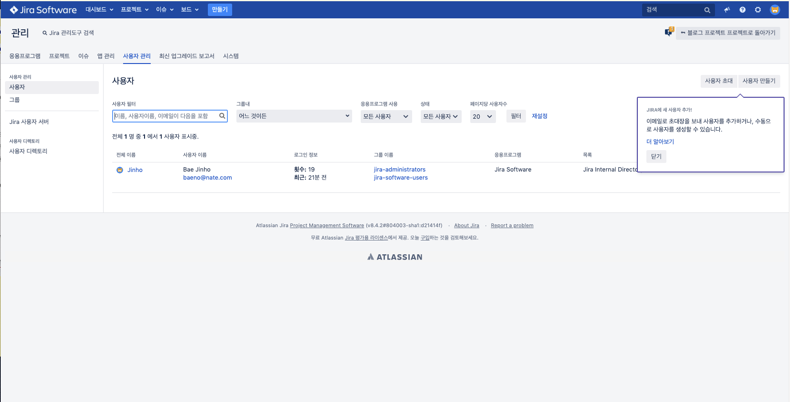 Jira Software 대시보드 프로젝트 이슈 보드 만들기 검색
관리 Jira 관리도구 검색 블로그 프로젝트 프로젝트로 돌아가기
응용프로그램 프로젝트 이슈 앱 관리 사용자 관리 최신 업그레이드 보고서 시스템
사용자 관리
사용자
그룹
Jira 사용자 서버
사용자 디렉토리
사용자 디렉토리
사용자 사용자 초대 사용자 만들기
사용자 필터 그룹내 응용프로그램 사용 상태 페이지당 사용자수
이름, 사용자이름, 이메일이 다음을 포함 어느 것이든 모든 사용자 모든 사용자 20 필터 재설정
전체 1 명 중 1 에서 1 사용자 표시중.
전체 이름 사용자 이름 로그인 정보 그룹 이름 응용프로그램 목록
Jinho Bae Jinho 횟수: 19 jira-administrators Jira Software Jira Internal Directo
baeno@nate.com 최근: 21분 전 jira-software-users
JIRA에 새 사용자 추가!
이메일로 초대장을 보내 사용자를 추가하거나, 수동으
로 사용자를 생성할 수 있습니다.
더 알아보기
닫기
Atlassian Jira Project Management Software (v8.4.2#804003-sha1:d21414f) · About Jira · Report a problem
무료 Atlassian Jira 평가용 라이센스에서 제공. 오늘 구입하는 것을 검토해보세요.
ATLASSIAN